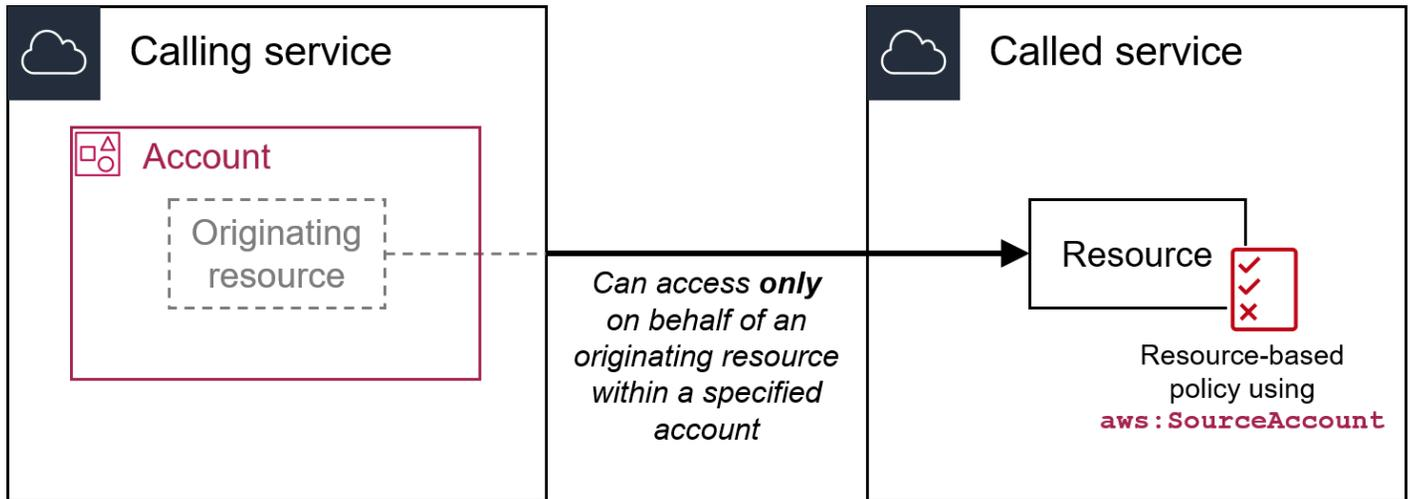 Calling service
Account
Originating
resource
Can access only
on behalf of an
originating resource
within a specified
account
Called service
Resource
Resource-based
policy using
aws:SourceAccount